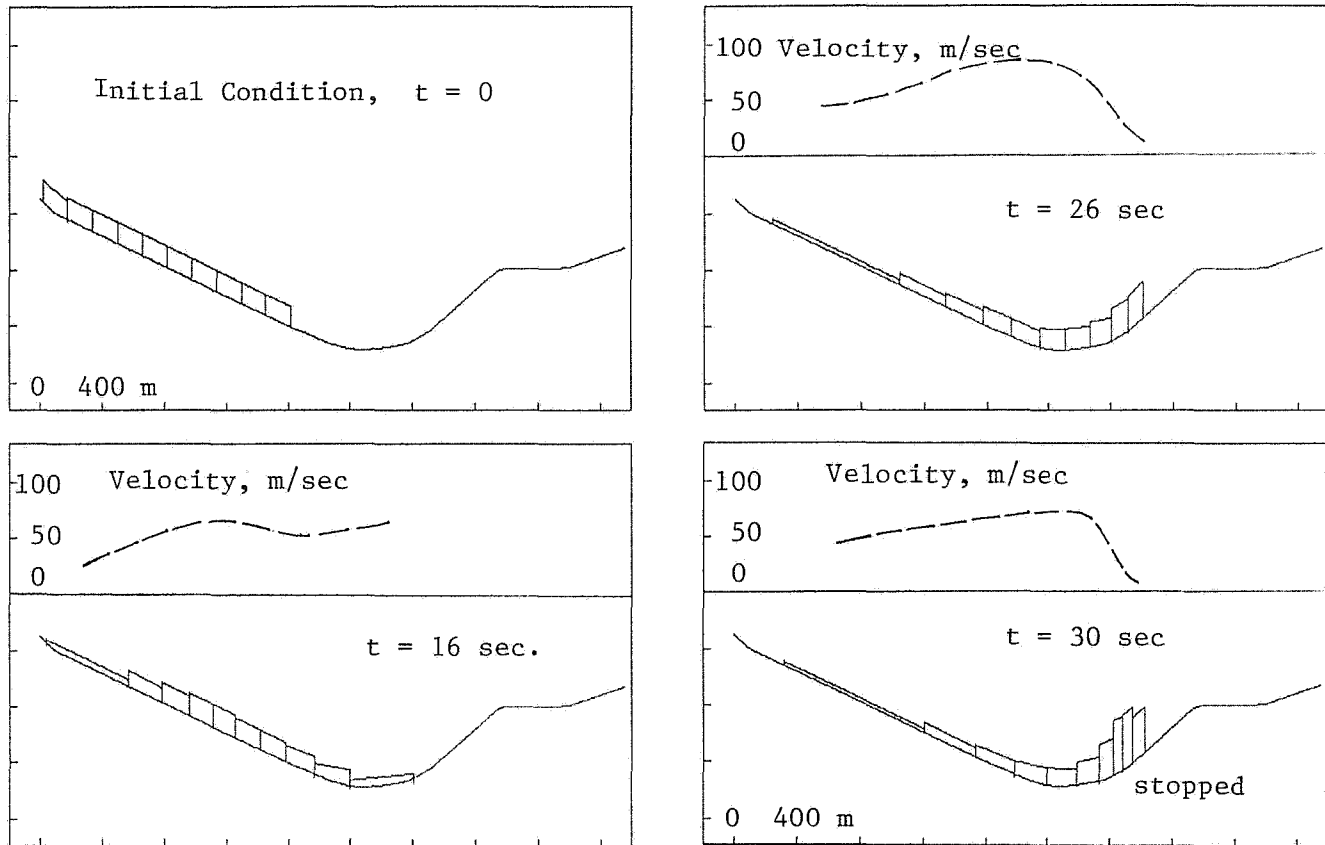 Initial Condition, t = 0
0 400 m
100 Velocity, m/sec
50
0
t = 26 sec
100 Velocity, m/sec
50
0
t = 16 sec.
Velocity, m/sec
100
50
0
t = 30 sec
stopped
0 400 m